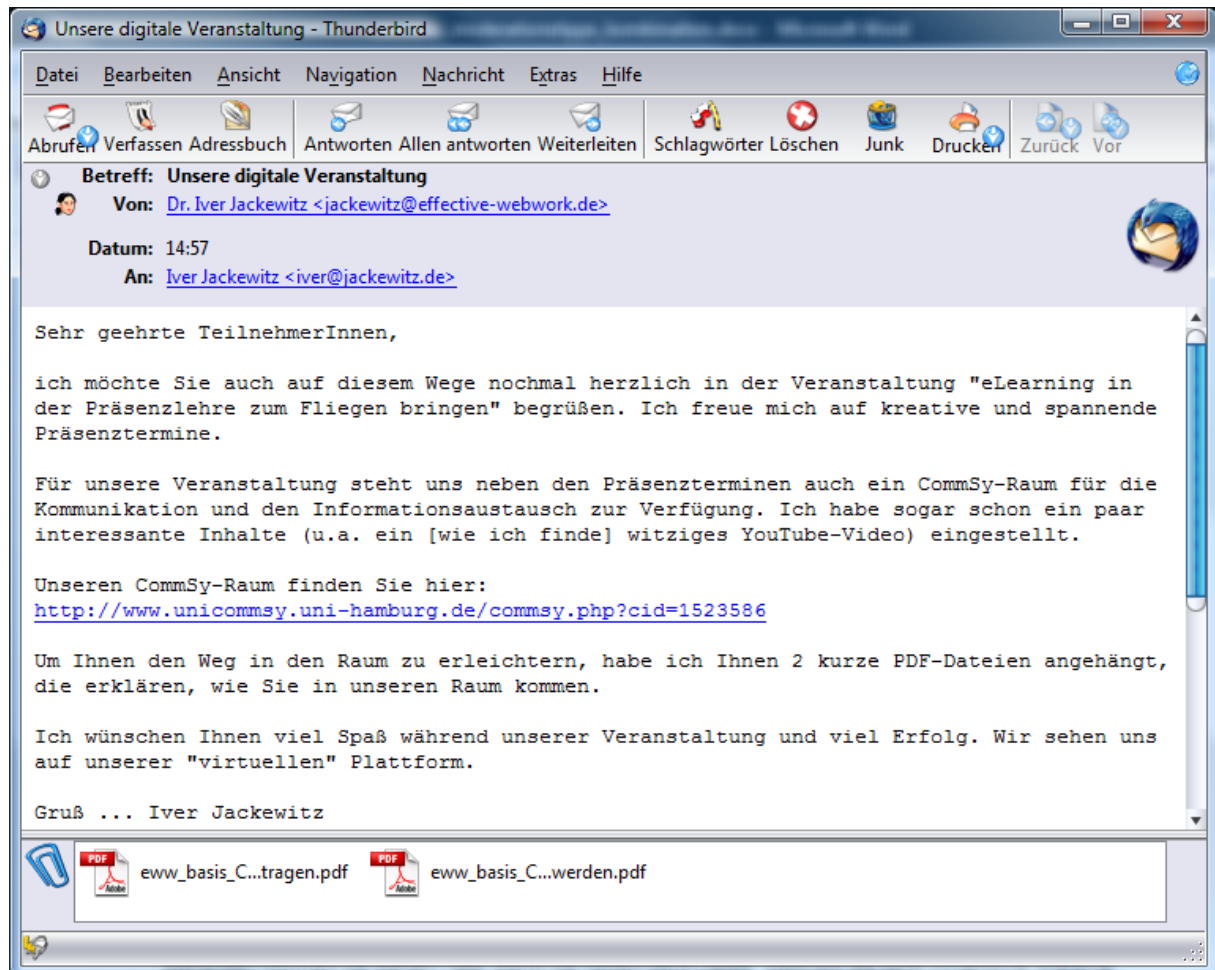 Unsere digitale Veranstaltung - Thunderbird
Datei Bearbeiten Ansicht Navigation Nachricht Extras Hilfe
Abrufen Verfassen Adressbuch Antworten Allen antworten Weiterleiten Schlagwörter Löschen Junk Drucken Zurück Vor
Betreff: Unsere digitale Veranstaltung
Von: Dr. Iver Jackewitz <jackewitz@effective-webwork.de>
Datum: 14:57
An: Iver Jackewitz <iver@jackewitz.de>
Sehr geehrte TeilnehmerInnen,
ich möchte Sie auch auf diesem Wege nochmal herzlich in der Veranstaltung "eLearning in
der Präsenzlehre zum Fliegen bringen" begrüßen. Ich freue mich auf kreative und spannende
Präsenztermine.
Für unsere Veranstaltung steht uns neben den Präsenzterminen auch ein CommSy-Raum für die
Kommunikation und den Informationsaustausch zur Verfügung. Ich habe sogar schon ein paar
interessante Inhalte (u.a. ein [wie ich finde] witziges YouTube-Video) eingestellt.
Unseren CommSy-Raum finden Sie hier:
http://www.unicommsy.uni-hamburg.de/commsy.php?cid=1523586
Um Ihnen den Weg in den Raum zu erleichtern, habe ich Ihnen 2 kurze PDF-Dateien angehängt,
die erklären, wie Sie in unseren Raum kommen.
Ich wünschen Ihnen viel Spaß während unserer Veranstaltung und viel Erfolg. Wir sehen uns
auf unserer "virtuellen" Plattform.
Gruß ... Iver Jackewitz
PDF Adobe eww_basis_C...tragen.pdf PDF Adobe eww_basis_C...werden.pdf